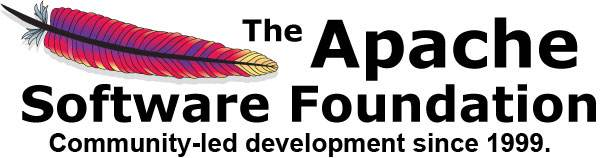 The Apache
Software Foundation
Community-led development since 1999.